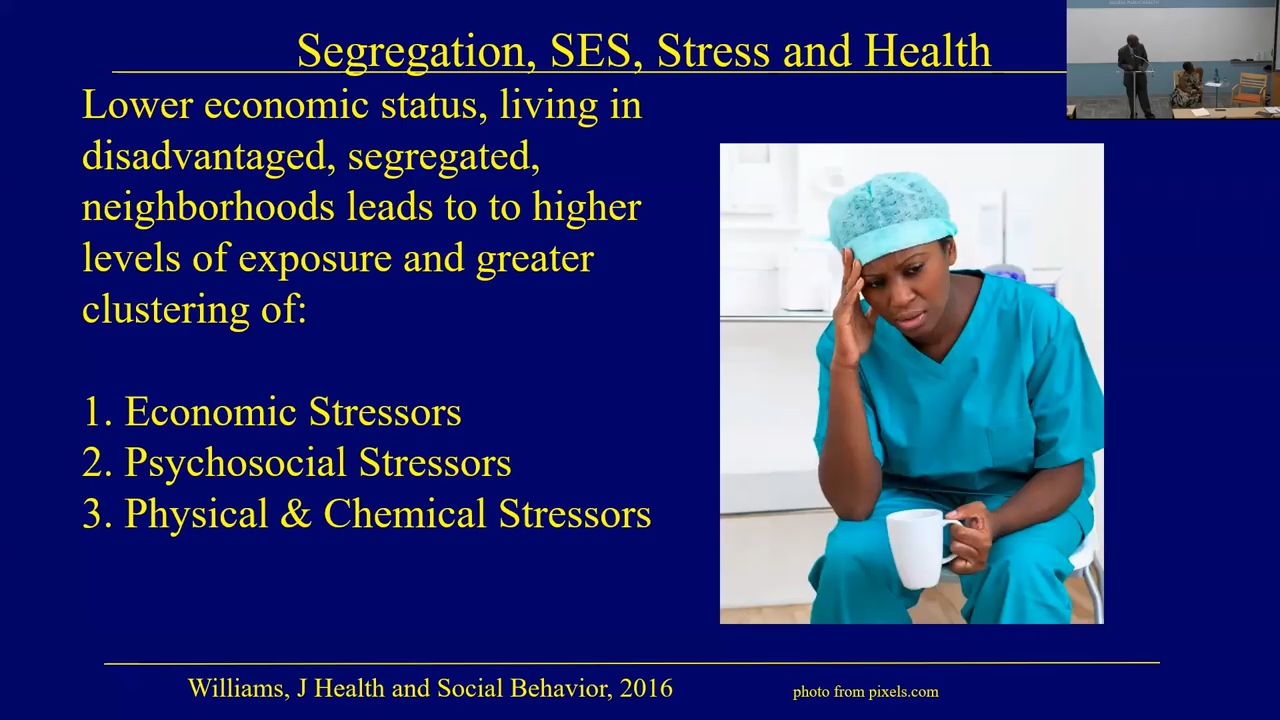 Segregation, SES, Stress and Health
Lower economic status, living in
disadvantaged, segregated,
neighborhoods leads to to higher
levels of exposure and greater
clustering of:
1. Economic Stressors
2. Psychosocial Stressors
3. Physical & Chemical Stressors
Williams, J Health and Social Behavior, 2016
photo from pixels.com